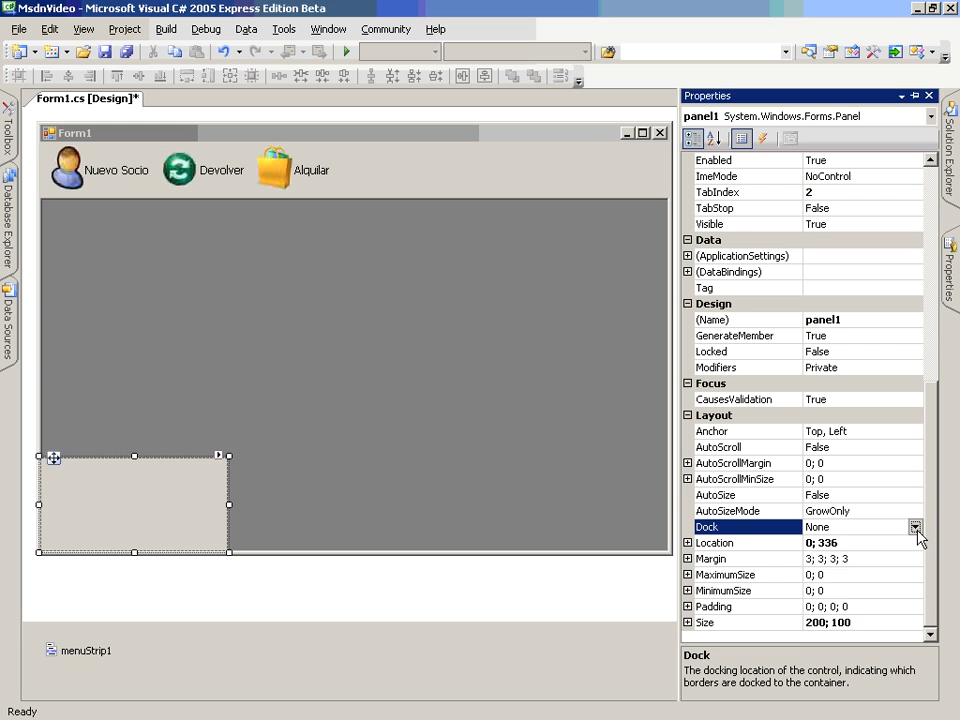 MsdnVideo - Microsoft Visual C# 2005 Express Edition Beta
File Edit View Project Build Debug Data Tools Window Community Help
Form1.cs [Design]*
Toolbox
Database Explorer
Data Sources
Form1
Nuevo Socio Devolver Alquilar
menuStrip1
Properties
panel1 System.Windows.Forms.Panel
Enabled True
ImeMode NoControl
TabIndex 2
TabStop False
Visible True
Data
(ApplicationSettings)
(DataBindings)
Tag
Design
(Name) panel1
GenerateMember True
Locked False
Modifiers Private
Focus
CausesValidation True
Layout
Anchor Top, Left
AutoScroll False
AutoScrollMargin 0; 0
AutoScrollMinSize 0; 0
AutoSize False
AutoSizeMode GrowOnly
Dock None
Location 0; 336
Margin 3; 3; 3; 3
MaximumSize 0; 0
MinimumSize 0; 0
Padding 0; 0; 0; 0
Size 200; 100
Dock
The docking location of the control, indicating which
borders are docked to the container.
Solution Explorer
Properties
Ready